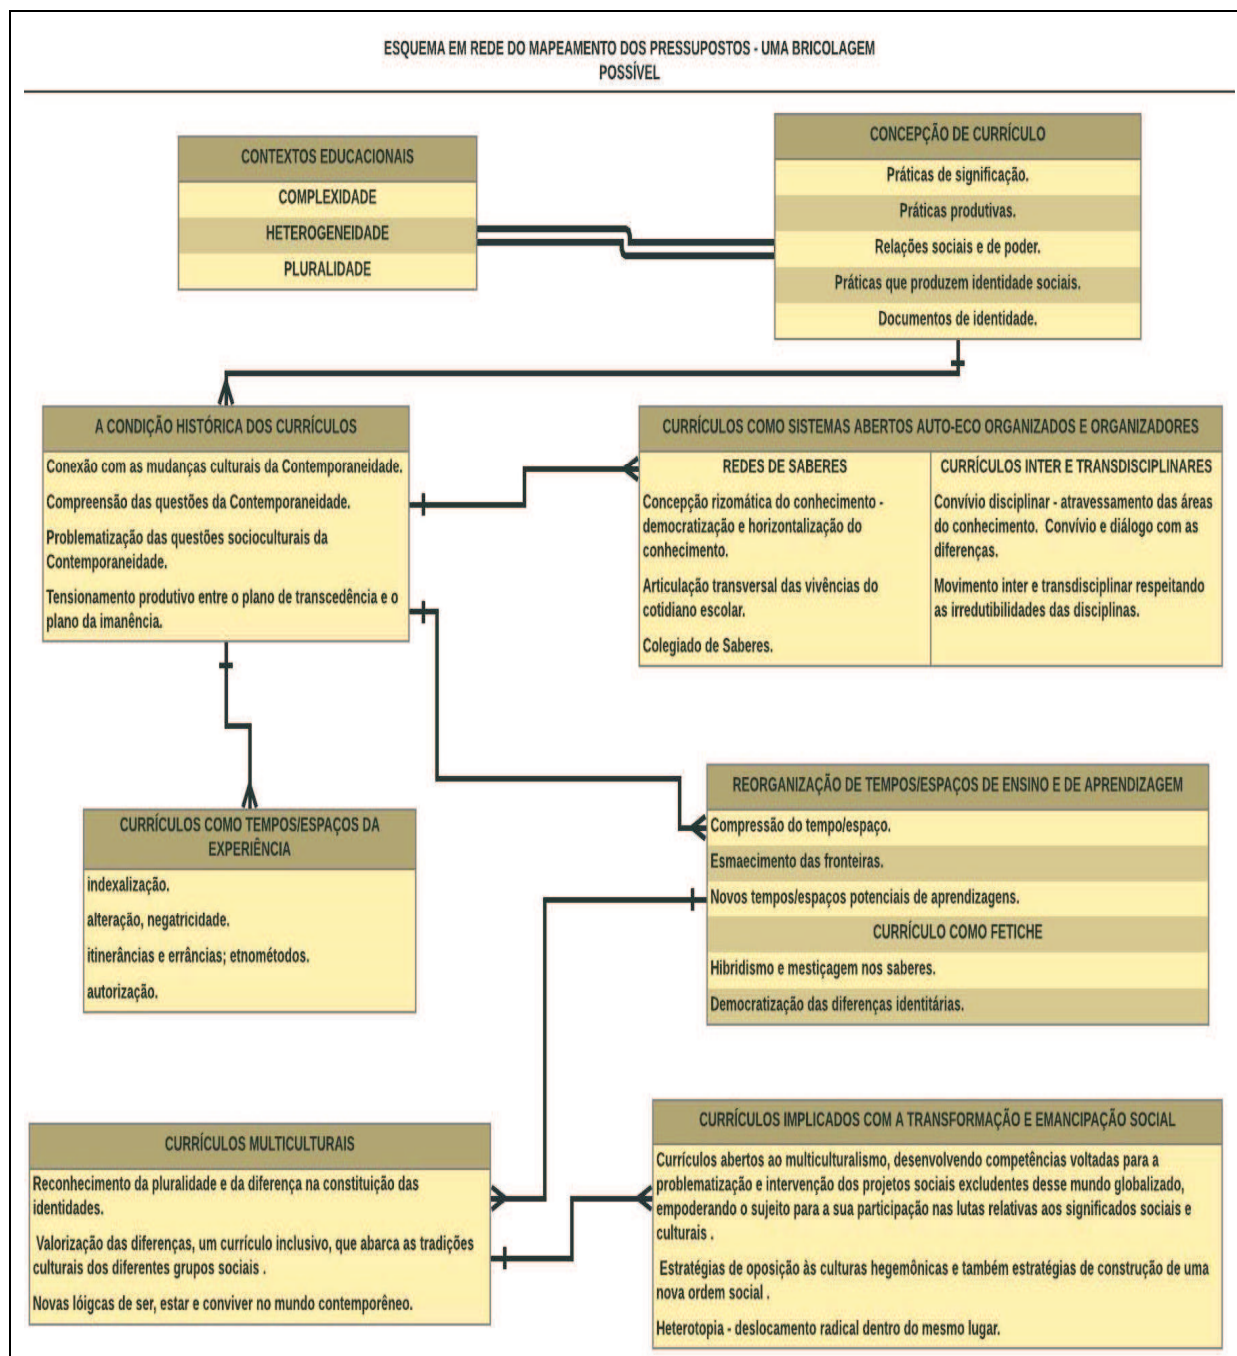 ESQUEMA EM REDE DO MAPEAMENTO DOS PRESSUPOSTOS - UMA BRICOLAGEM
POSSÍVEL
CONTEXTOS EDUCACIONAIS
COMPLEXIDADE
HETEROGENEIDADE
PLURALIDADE
CONCEPÇÃO DE CURRÍCULO
Práticas de significação.
Práticas produtivas.
Relações sociais e de poder.
Práticas que produzem identidade sociais.
Documentos de identidade.
A CONDIÇÃO HISTÓRICA DOS CURRÍCULOS
Conexão com as mudanças culturais da Contemporaneidade.
Compreensão das questões da Contemporaneidade.
Problematização das questões socioculturais da
Contemporaneidade.
Tensionamento produtivo entre o plano de transcedência e o
plano da imanência.
CURRÍCULOS COMO SISTEMAS ABERTOS AUTO-ECO ORGANIZADOS E ORGANIZADORES
REDES DE SABERES
Concepção rizomática do conhecimento -
democratização e horizontalização do
conhecimento.
Articulação transversal das vivências do
cotidiano escolar.
Colegiado de Saberes.
CURRÍCULOS INTER E TRANSDISCIPLINARES
Convívio disciplinar - atravessamento das áreas
do conhecimento. Convívio e diálogo com as
diferenças.
Movimento inter e transdisciplinar respeitando
as irredutibilidades das disciplinas.
CURRÍCULOS COMO TEMPOS/ESPAÇOS DA
EXPERIÊNCIA
indexalização.
alteração, negatricidade.
itinerâncias e errâncias; etnométodos.
autorização.
REORGANIZAÇÃO DE TEMPOS/ESPAÇOS DE ENSINO E DE APRENDIZAGEM
Compressão do tempo/espaço.
Esmaecimento das fronteiras.
Novos tempos/espaços potenciais de aprendizagens.
CURRÍCULO COMO FETICHE
Hibridismo e mestiçagem nos saberes.
Democratização das diferenças identitárias.
CURRÍCULOS MULTICULTURAIS
Reconhecimento da pluralidade e da diferença na constituição das
identidades.
Valorização das diferenças, um currículo inclusivo, que abarca as tradições
culturais dos diferentes grupos sociais .
Novas lóigcas de ser, estar e conviver no mundo contemporêneo.
CURRÍCULOS IMPLICADOS COM A TRANSFORMAÇÃO E EMANCIPAÇÃO SOCIAL
Currículos abertos ao multiculturalismo, desenvolvendo competências voltadas para a
problematização e intervenção dos projetos sociais excludentes desse mundo globalizado,
empoderando o sujeito para a sua participação nas lutas relativas aos significados sociais e
culturais .
Estratégias de oposição às culturas hegemônicas e também estratégias de construção de uma
nova ordem social .
Heterotopia - deslocamento radical dentro do mesmo lugar.